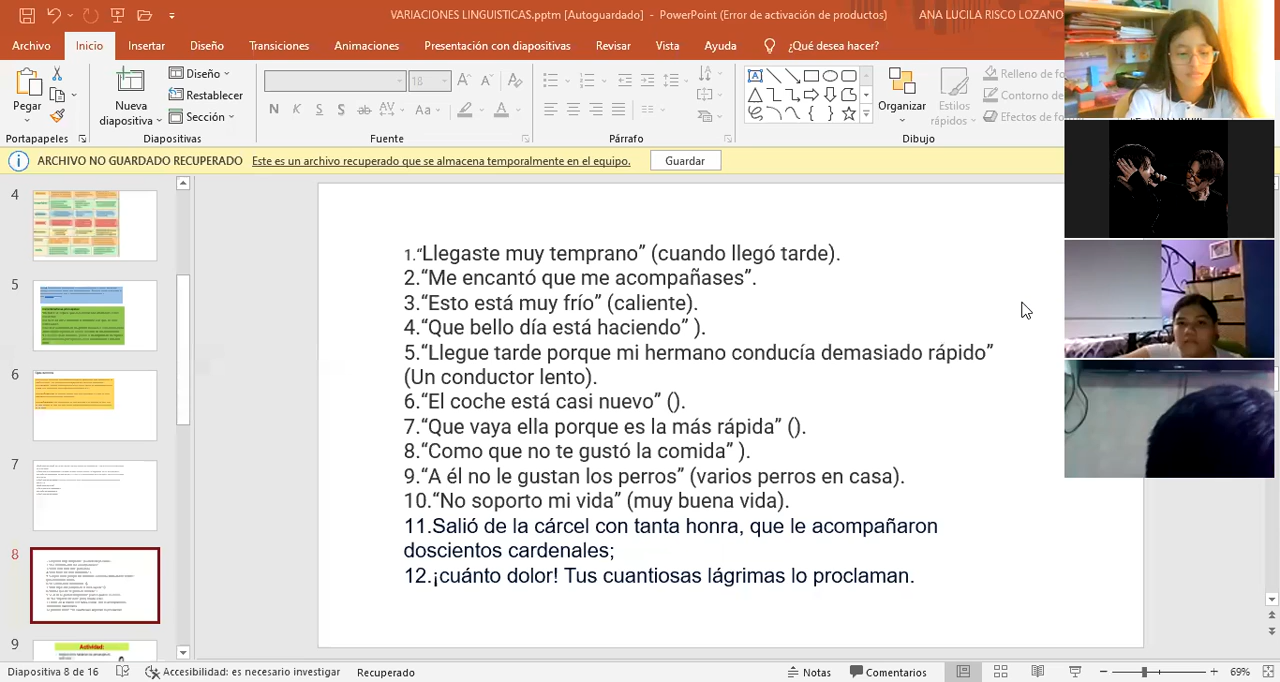 VARIACIONES LINGUISTICAS.pptm [Autoguardado] - PowerPoint (Error de activación de productos)
ANA LUCILA RISCO LOZANO
Archivo Inicio Insertar Diseño Transiciones Animaciones Presentación con diapositivas Revisar Vista Ayuda ¿Qué desea hacer?
Pegar
Nueva diapositiva
Diseño
Restablecer
Sección
18
N K S S ab AV Aa A
Organizar
Estilos rápidos
Relleno de fo
Contorno de
Efectos de fo
Portapapeles Diapositivas Fuente Párrafo Dibujo
ARCHIVO NO GUARDADO RECUPERADO Este es un archivo recuperado que se almacena temporalmente en el equipo. Guardar
4
5
6
7
8
9
Actividad:
1.“Llegaste muy temprano” (cuando llegó tarde).
2.“Me encantó que me acompañases”.
3.“Esto está muy frío” (caliente).
4.“Que bello día está haciendo” ).
5.“Llegue tarde porque mi hermano conducía demasiado rápido”
(Un conductor lento).
6.“El coche está casi nuevo” ().
7.“Que vaya ella porque es la más rápida” ().
8.“Como que no te gustó la comida” ).
9.“A él no le gustan los perros” (varios perros en casa).
10.“No soporto mi vida” (muy buena vida).
11.Salió de la cárcel con tanta honra, que le acompañaron
doscientos cardenales;
12.¡cuánto dolor! Tus cuantiosas lágrimas lo proclaman.
Diapositiva 8 de 16 Accesibilidad: es necesario investigar Recuperado Notas Comentarios 69%